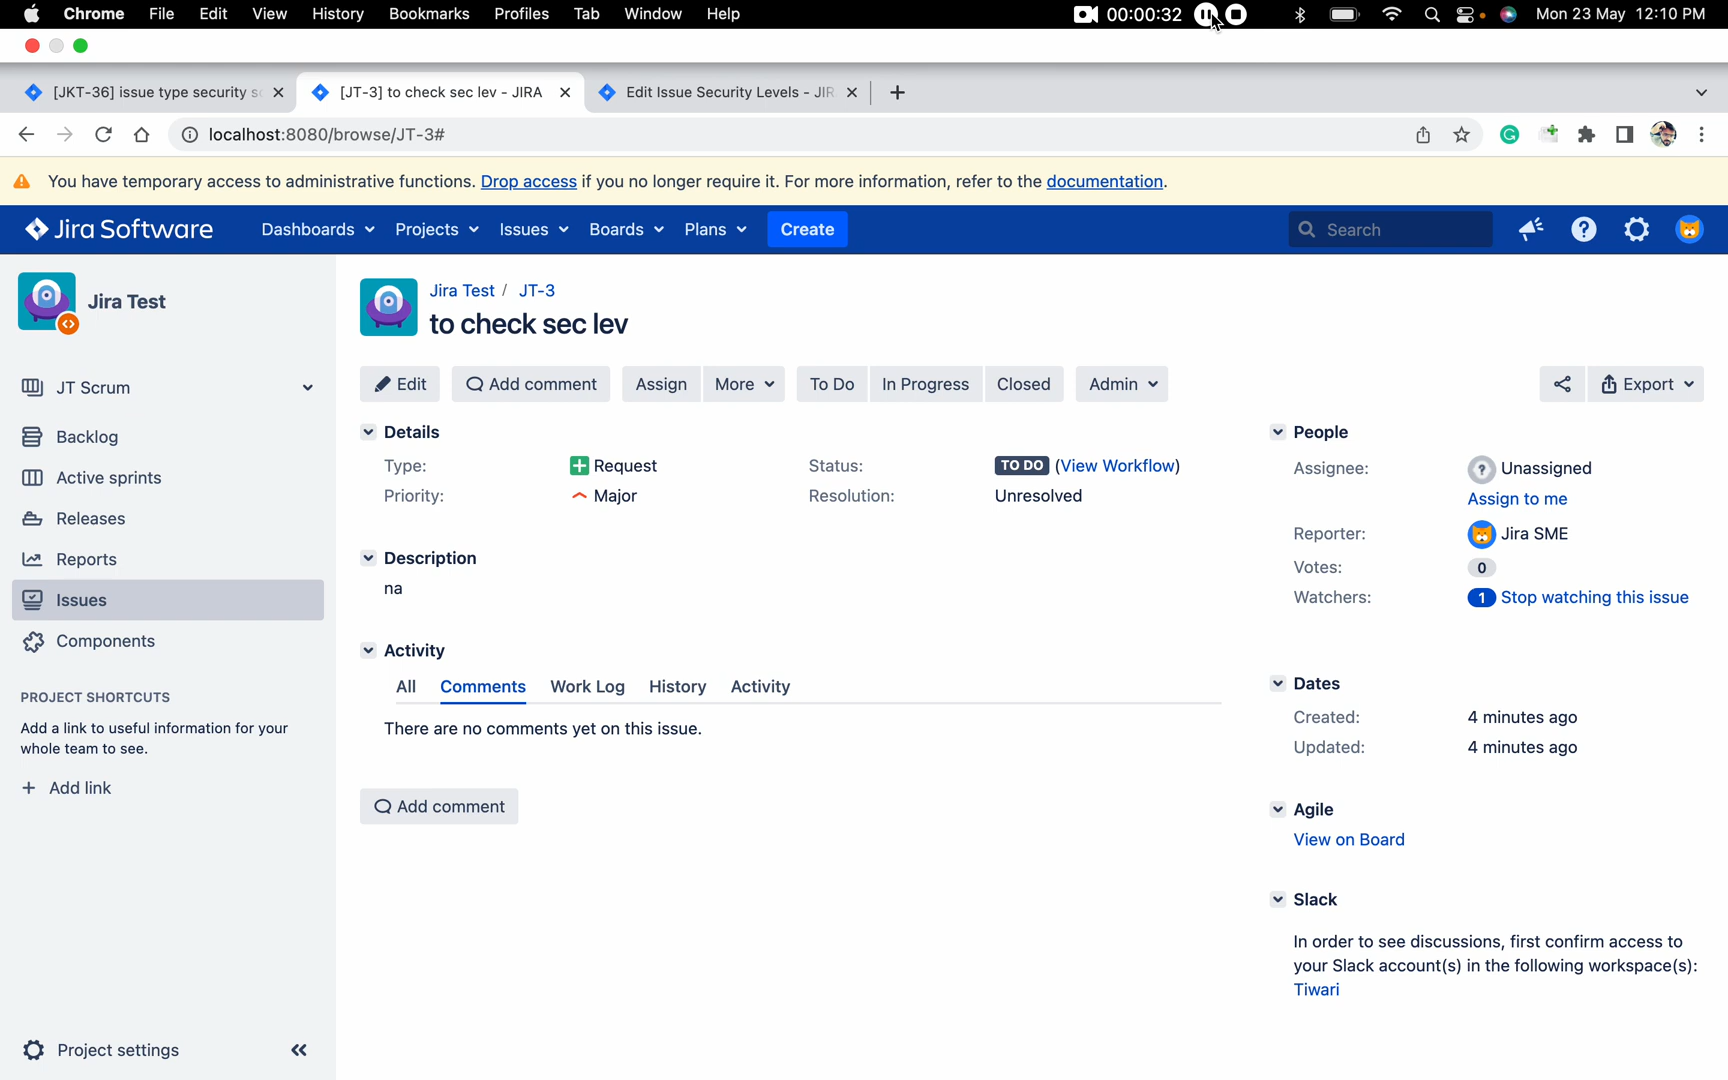 Chrome File Edit View History Bookmarks Profiles Tab Window Help 00:00:32 Mon 23 May 12:10 PM
[JKT-36] issue type security s [JT-3] to check sec lev - JIRA Edit Issue Security Levels - JIR
localhost:8080/browse/JT-3#
You have temporary access to administrative functions. Drop access if you no longer require it. For more information, refer to the documentation.
Jira Software Dashboards Projects Issues Boards Plans Create Search
Jira Test
JT Scrum
Backlog
Active sprints
Releases
Reports
Issues
Components
PROJECT SHORTCUTS
Add a link to useful information for your
whole team to see.
+ Add link
Project settings
Jira Test / JT-3
to check sec lev
Edit Add comment Assign More To Do In Progress Closed Admin Export
Details
Type: Request Status: TO DO (View Workflow)
Priority: Major Resolution: Unresolved
Description
na
Activity
All Comments Work Log History Activity
There are no comments yet on this issue.
Add comment
People
Assignee: Unassigned
Assign to me
Reporter: Jira SME
Votes: 0
Watchers: 1 Stop watching this issue
Dates
Created: 4 minutes ago
Updated: 4 minutes ago
Agile
View on Board
Slack
In order to see discussions, first confirm access to
your Slack account(s) in the following workspace(s):
Tiwari